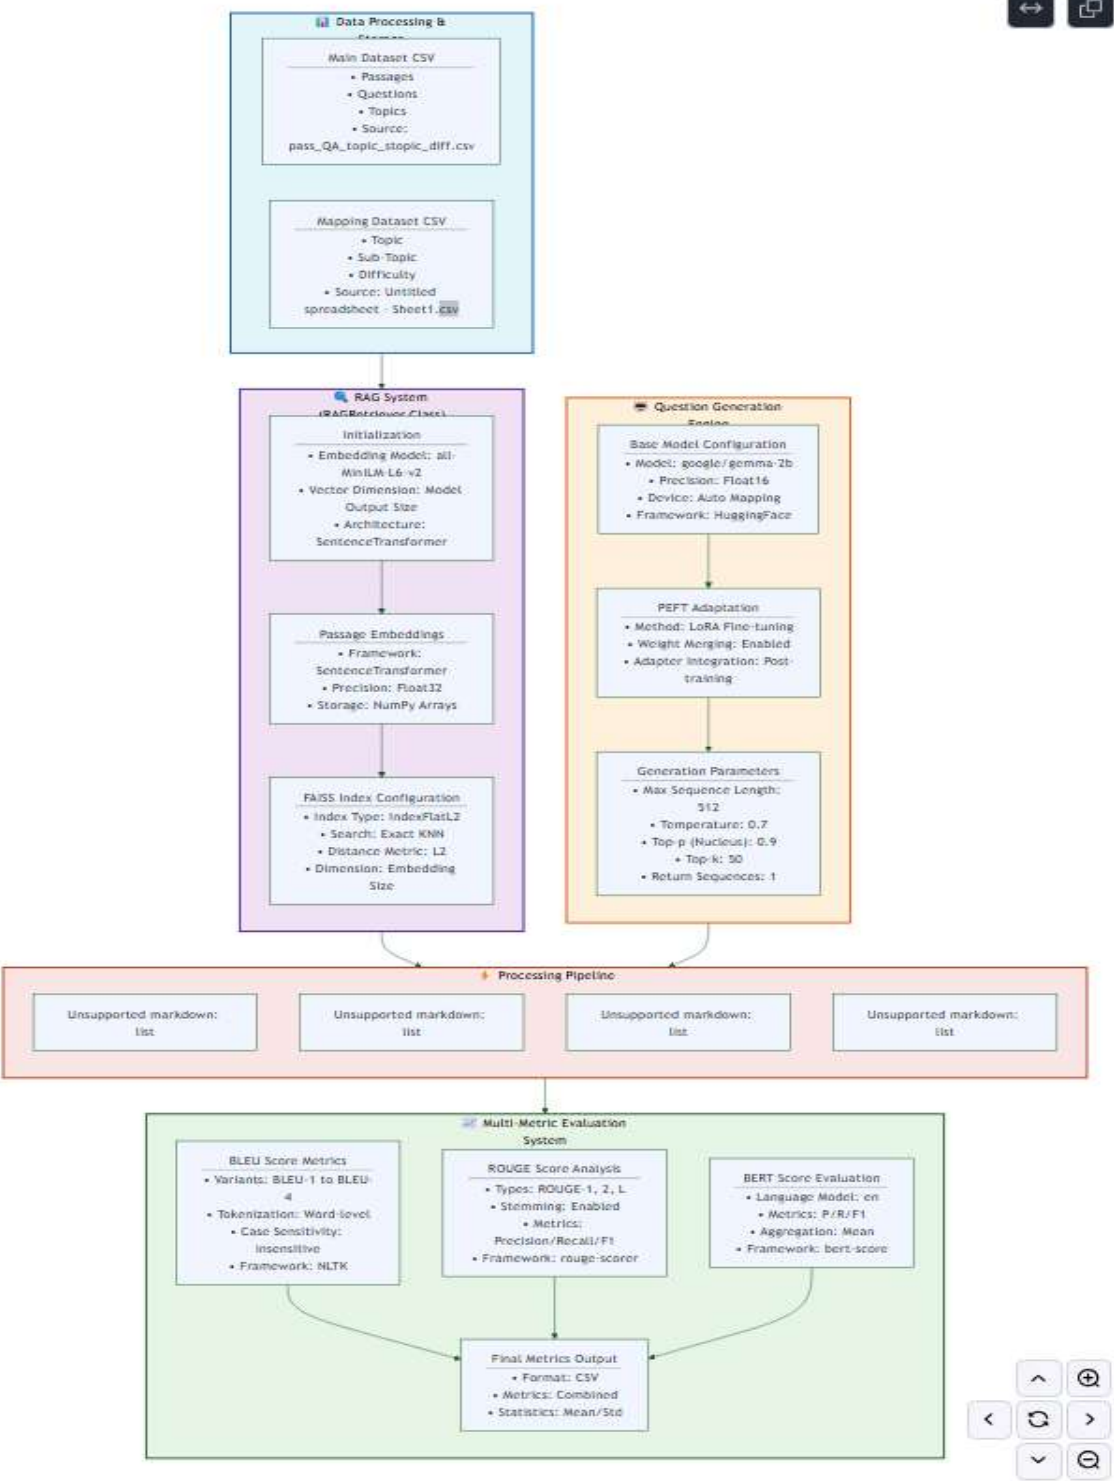 Data Processing &
Storage
Main Dataset CSV
• Passages
• Questions
• Topics
• Source:
pass_QA_topic_stopic_diff.csv
Mapping Dataset CSV
• Topic
• Sub-Topic
• Difficulty
• Source: Untitled
spreadsheet - Sheet1.csv
RAG System
(RAGRetriever Class)
Initialization
• Embedding Model: all-
MiniLM-L6-v2
• Vector Dimension: Model
Output Size
• Architecture:
SentenceTransformer
Passage Embeddings
• Framework:
SentenceTransformer
• Precision: Float32
• Storage: NumPy Arrays
FAISS Index Configuration
• Index Type: IndexFlatL2
• Search: Exact KNN
• Distance Metric: L2
• Dimension: Embedding
Size
Question Generation
Engine
Base Model Configuration
• Model: google/gemma-2b
• Precision: Float16
• Device: Auto Mapping
• Framework: HuggingFace
PEFT Adaptation
• Method: LoRA Fine-tuning
• Weight Merging: Enabled
• Adapter Integration: Post-
training
Generation Parameters
• Max Sequence Length:
512
• Temperature: 0.7
• Top-p (Nucleus): 0.9
• Top-k: 50
• Return Sequences: 1
Processing Pipeline
Unsupported markdown:
list
Unsupported markdown:
list
Unsupported markdown:
list
Unsupported markdown:
list
Multi-Metric Evaluation
System
BLEU Score Metrics
• Variants: BLEU-1 to BLEU-
4
• Tokenization: Word-level
• Case Sensitivity:
Insensitive
• Framework: NLTK
ROUGE Score Analysis
• Types: ROUGE-1, 2, L
• Stemming: Enabled
• Metrics:
Precision/Recall/F1
• Framework: rouge-scorer
BERT Score Evaluation
• Language Model: en
• Metrics: P/R/F1
• Aggregation: Mean
• Framework: bert-score
Final Metrics Output
• Format: CSV
• Metrics: Combined
• Statistics: Mean/Std